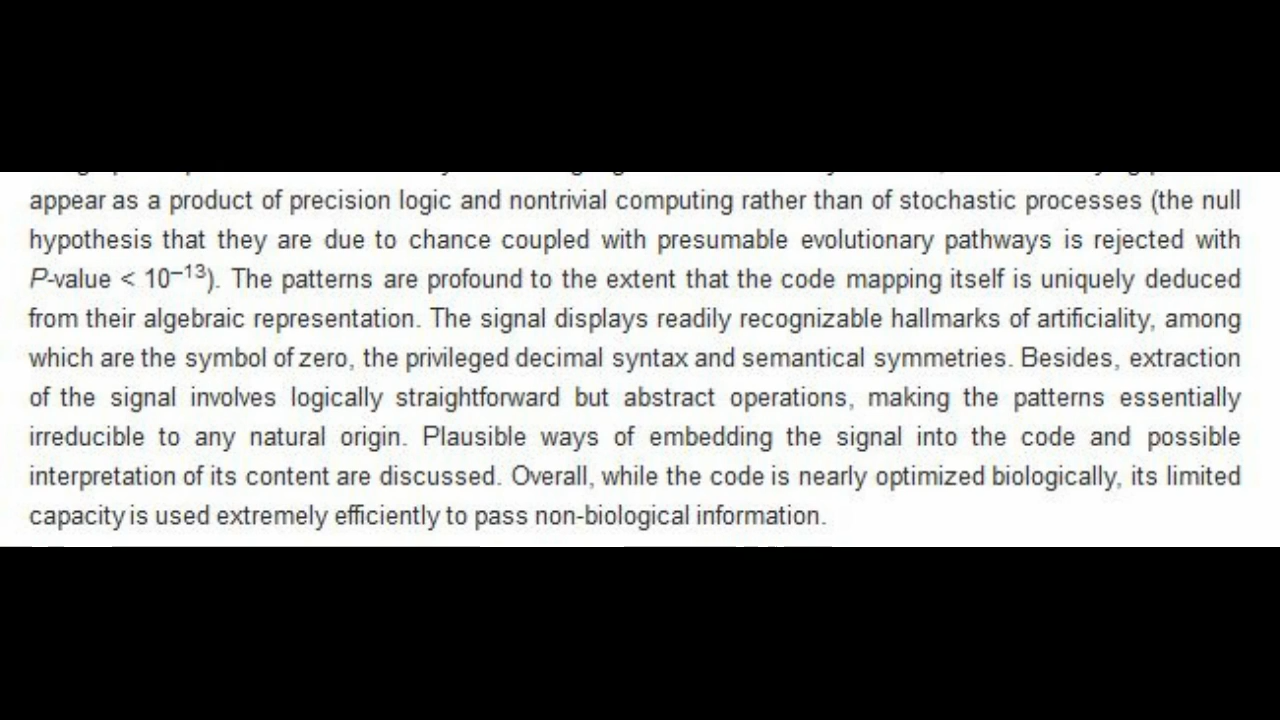 appear as a product of precision logic and nontrivial computing rather than of stochastic processes (the null
hypothesis that they are due to chance coupled with presumable evolutionary pathways is rejected with
P-value < 10⁻¹³). The patterns are profound to the extent that the code mapping itself is uniquely deduced
from their algebraic representation. The signal displays readily recognizable hallmarks of artificiality, among
which are the symbol of zero, the privileged decimal syntax and semantical symmetries. Besides, extraction
of the signal involves logically straightforward but abstract operations, making the patterns essentially
irreducible to any natural origin. Plausible ways of embedding the signal into the code and possible
interpretation of its content are discussed. Overall, while the code is nearly optimized biologically, its limited
capacity is used extremely efficiently to pass non-biological information.